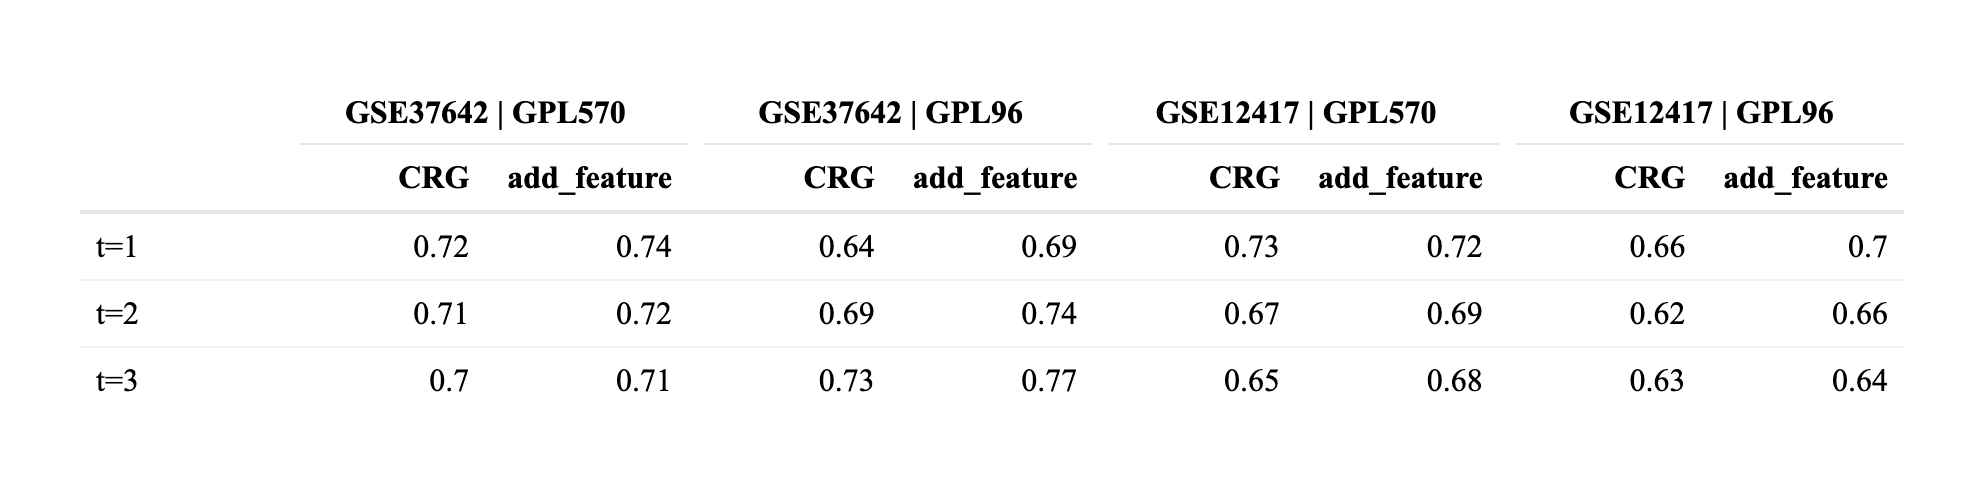 GSE37642 | GPL570 GSE37642 | GPL96 GSE12417 | GPL570 GSE12417 | GPL96
CRG add_feature CRG add_feature CRG add_feature CRG add_feature
t=1 0.72 0.74 0.64 0.69 0.73 0.72 0.66 0.7
t=2 0.71 0.72 0.69 0.74 0.67 0.69 0.62 0.66
t=3 0.7 0.71 0.73 0.77 0.65 0.68 0.63 0.64